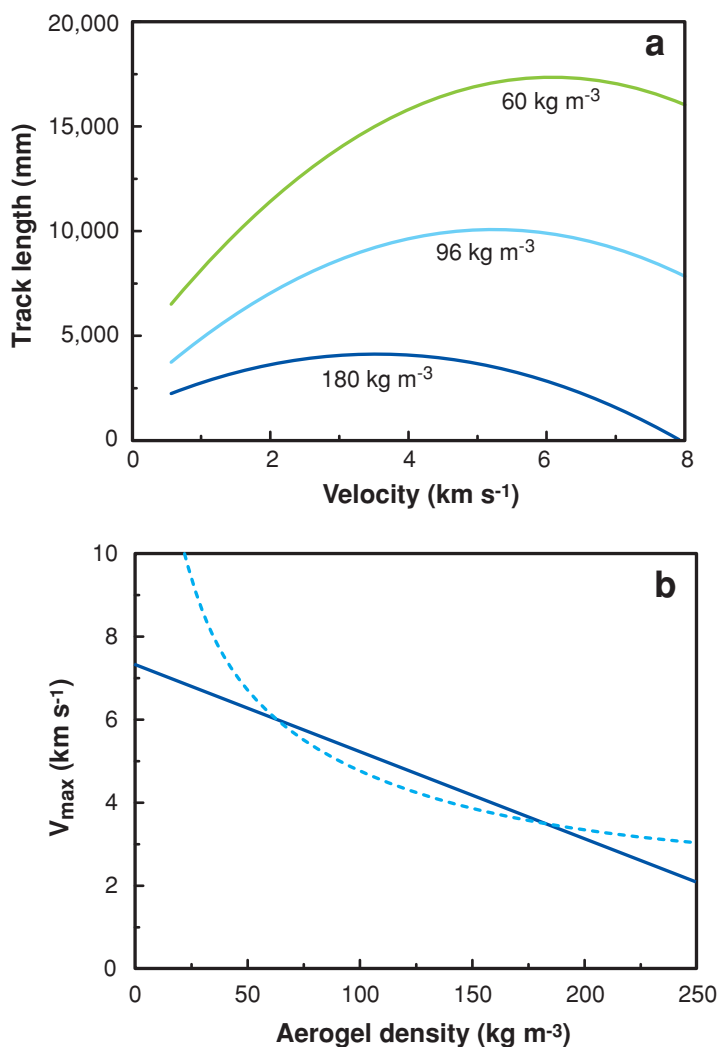 a
20,000
15,000
10,000
5,000
0
Track length (mm)
60 kg m-3
96 kg m-3
180 kg m-3
0 2 4 6 8
Velocity (km s-1)
b
10
8
6
4
2
0
Vmax (km s-1)
0 50 100 150 200 250
Aerogel density (kg m-3)